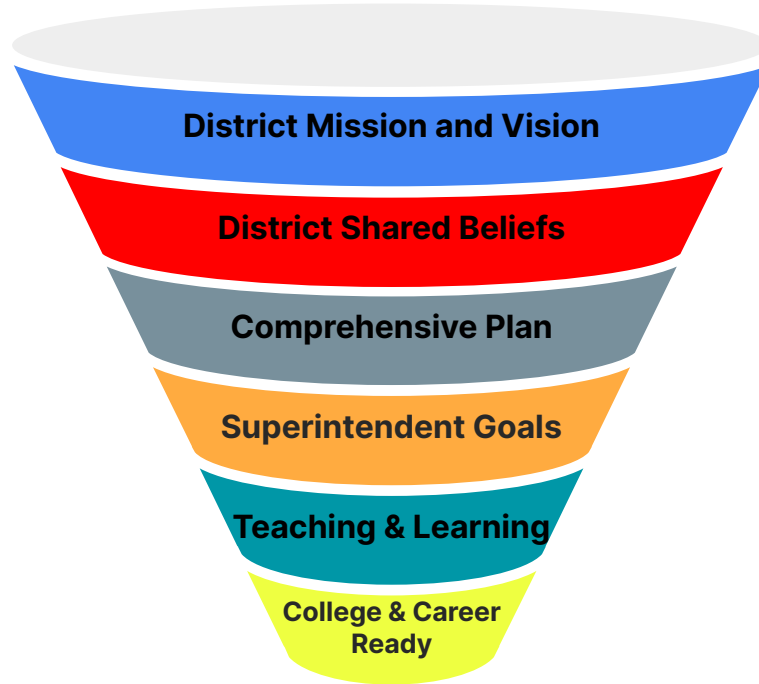 District Mission and Vision
District Shared Beliefs
Comprehensive Plan
Superintendent Goals
Teaching & Learning
College & Career
Ready